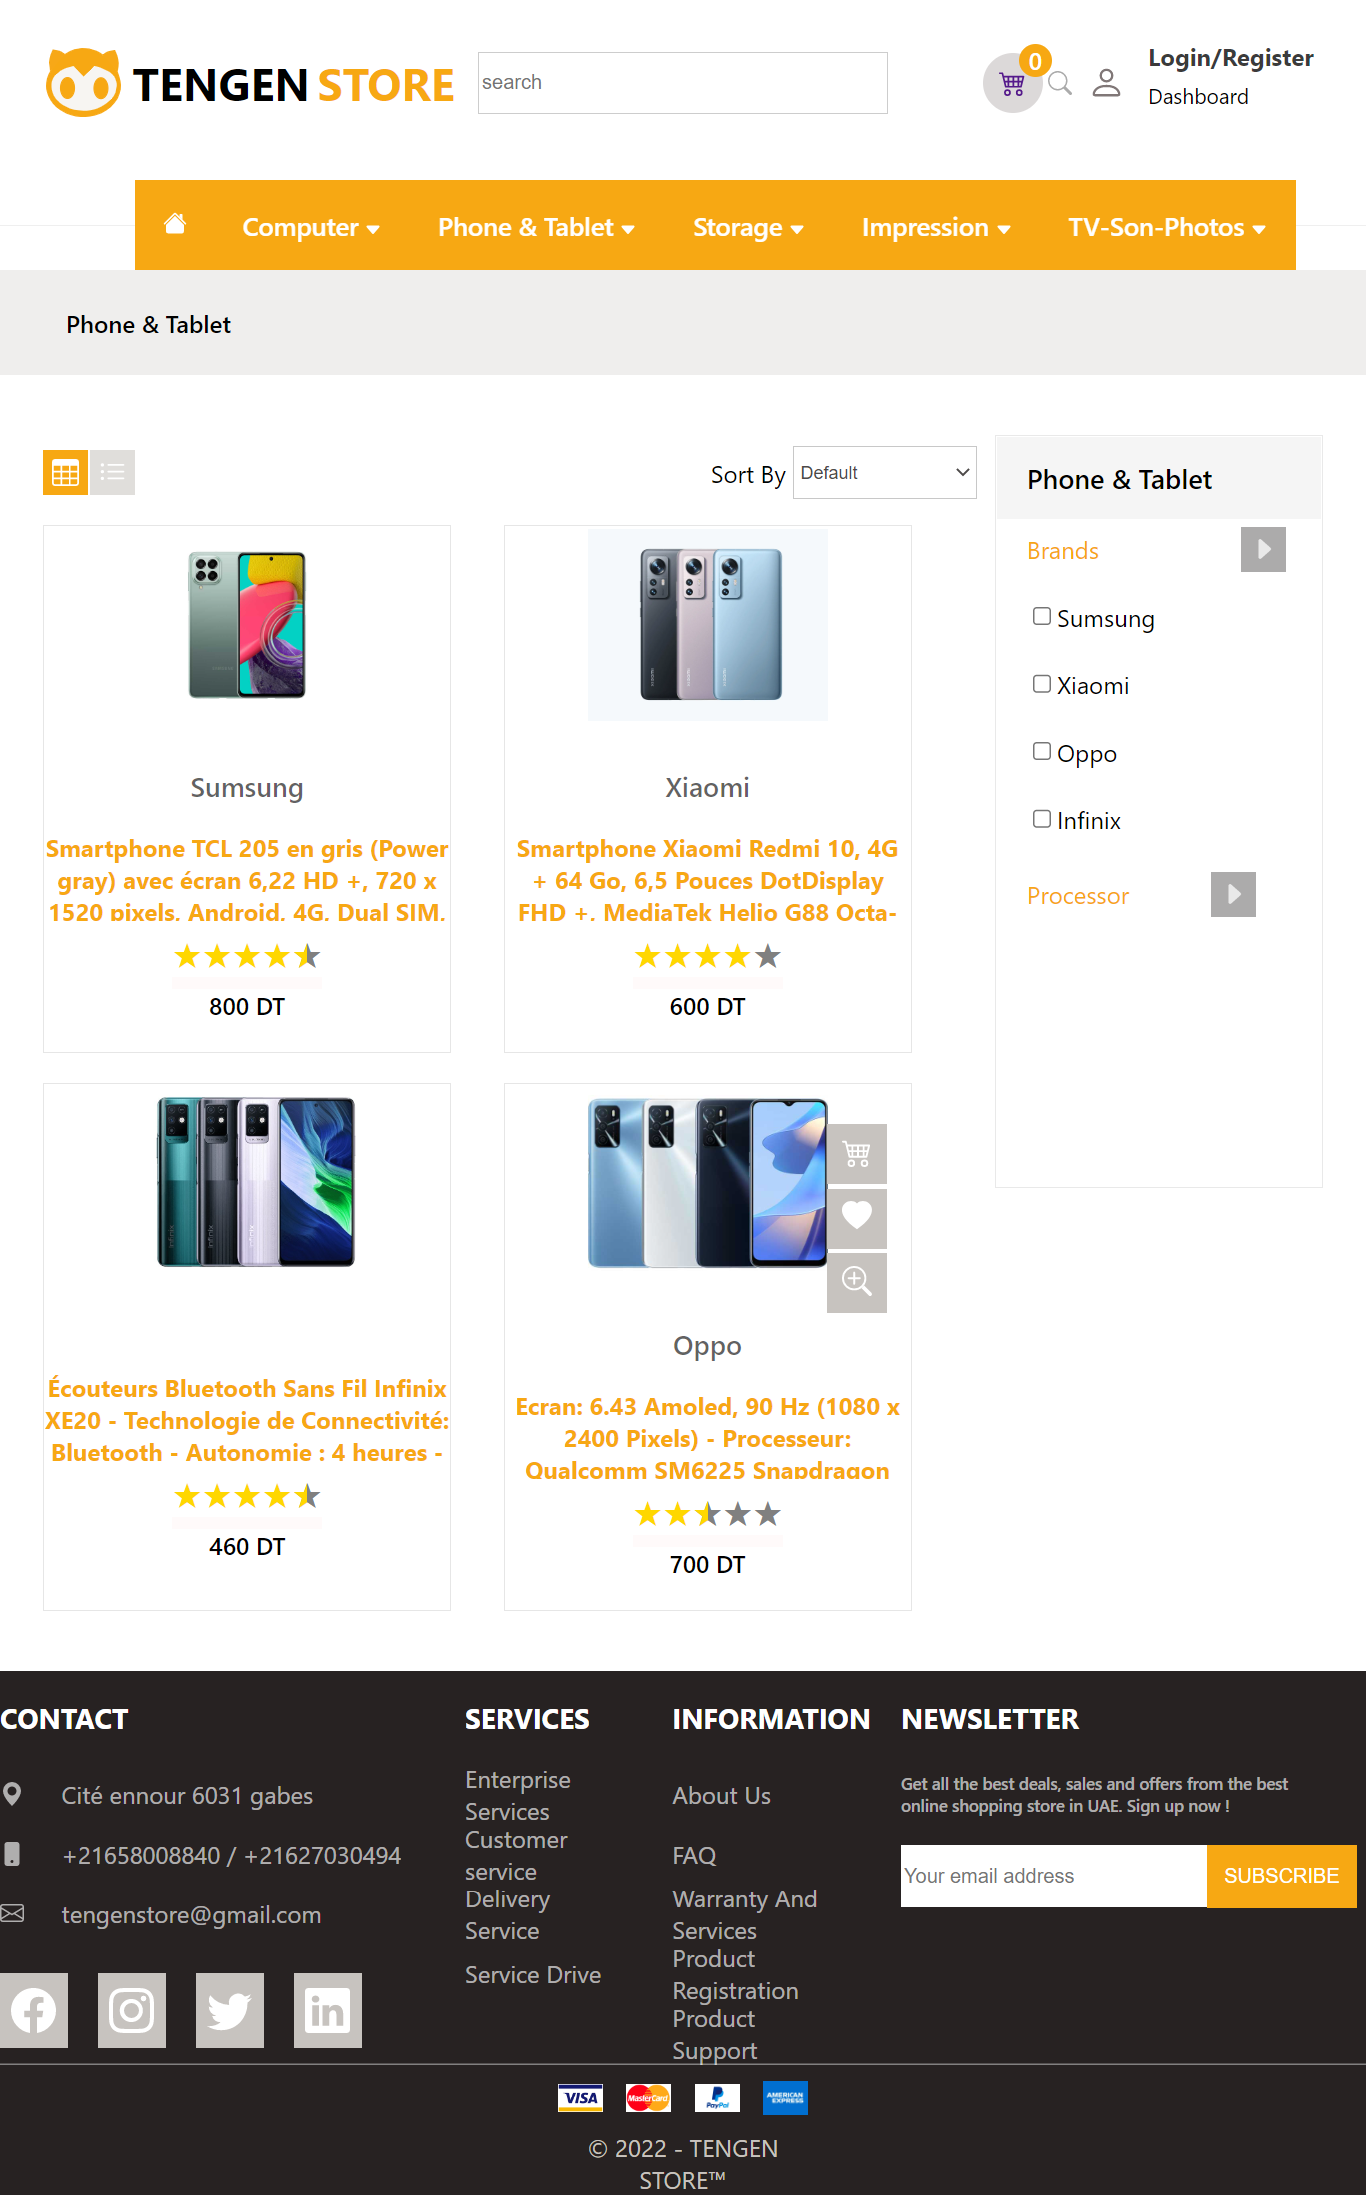 TENGEN STORE
search
0
Login/Register
Dashboard
Computer
Phone & Tablet
Storage
Impression
TV-Son-Photos
Phone & Tablet
Sort By
Default
Phone & Tablet
Brands
Sumsung
Xiaomi
Oppo
Infinix
Processor
Sumsung
Smartphone TCL 205 en gris (Power
gray) avec écran 6,22 HD +, 720 x
1520 pixels, Android, 4G, Dual SIM,
800 DT
Xiaomi
Smartphone Xiaomi Redmi 10, 4G
+ 64 Go, 6,5 Pouces DotDisplay
FHD +, MediaTek Helio G88 Octa-
600 DT
Écouteurs Bluetooth Sans Fil Infinix
XE20 - Technologie de Connectivité:
Bluetooth - Autonomie : 4 heures -
460 DT
Oppo
Ecran: 6.43 Amoled, 90 Hz (1080 x
2400 Pixels) - Processeur:
Qualcomm SM6225 Snapdragon
700 DT
CONTACT
Cité ennour 6031 gabes
+21658008840 / +21627030494
tengenstore@gmail.com
SERVICES
Enterprise
Services
Customer
service
Delivery
Service
Service Drive
INFORMATION
About Us
FAQ
Warranty And
Services
Product
Registration
Product
Support
NEWSLETTER
Get all the best deals, sales and offers from the best
online shopping store in UAE. Sign up now !
Your email address
SUBSCRIBE
VISA
MasterCard
PayPal
AMERICAN
EXPRESS
© 2022 - TENGEN
STORE™